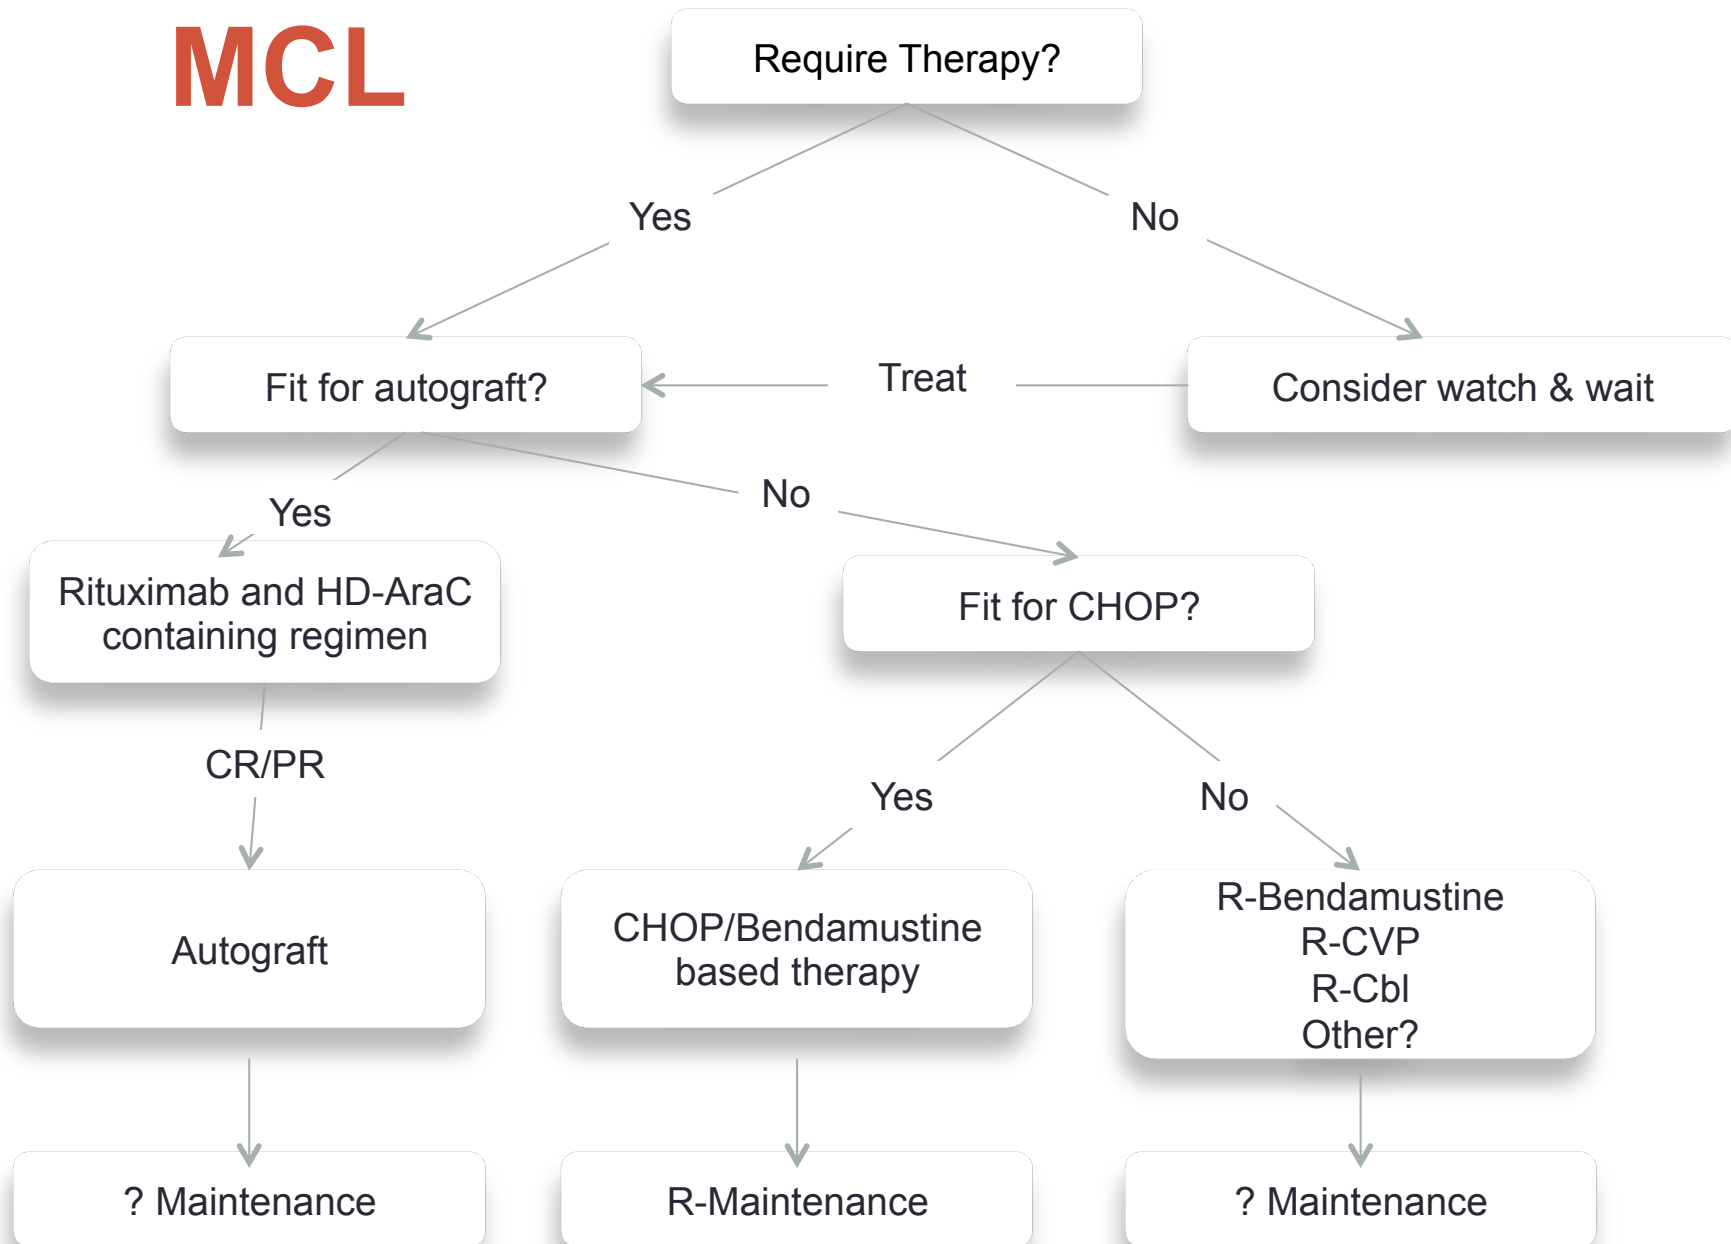 MCL
Require Therapy?
Yes
No
Fit for autograft?
Treat
Consider watch & wait
Yes
No
Rituximab and HD-AraC
containing regimen
Fit for CHOP?
CR/PR
Yes
No
Autograft
CHOP/Bendamustine
based therapy
R-Bendamustine
R-CVP
R-Cbl
Other?
? Maintenance
R-Maintenance
? Maintenance